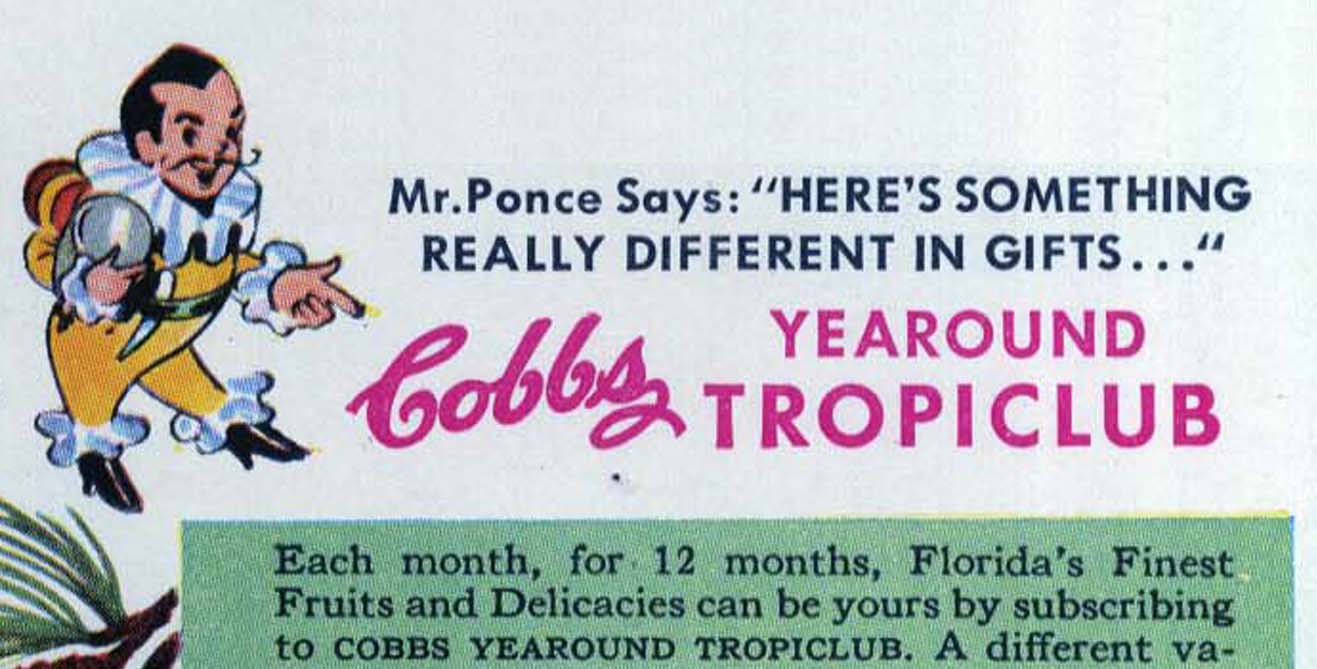 Mr.Ponce Says: "HERE'S SOMETHING
REALLY DIFFERENT IN GIFTS..."
Cobbs YEAROUND
TROPICLUB
Each month, for 12 months, Florida's Finest
Fruits and Delicacies can be yours by subscribing
to COBBS YEAROUND TROPICLUB. A different va-